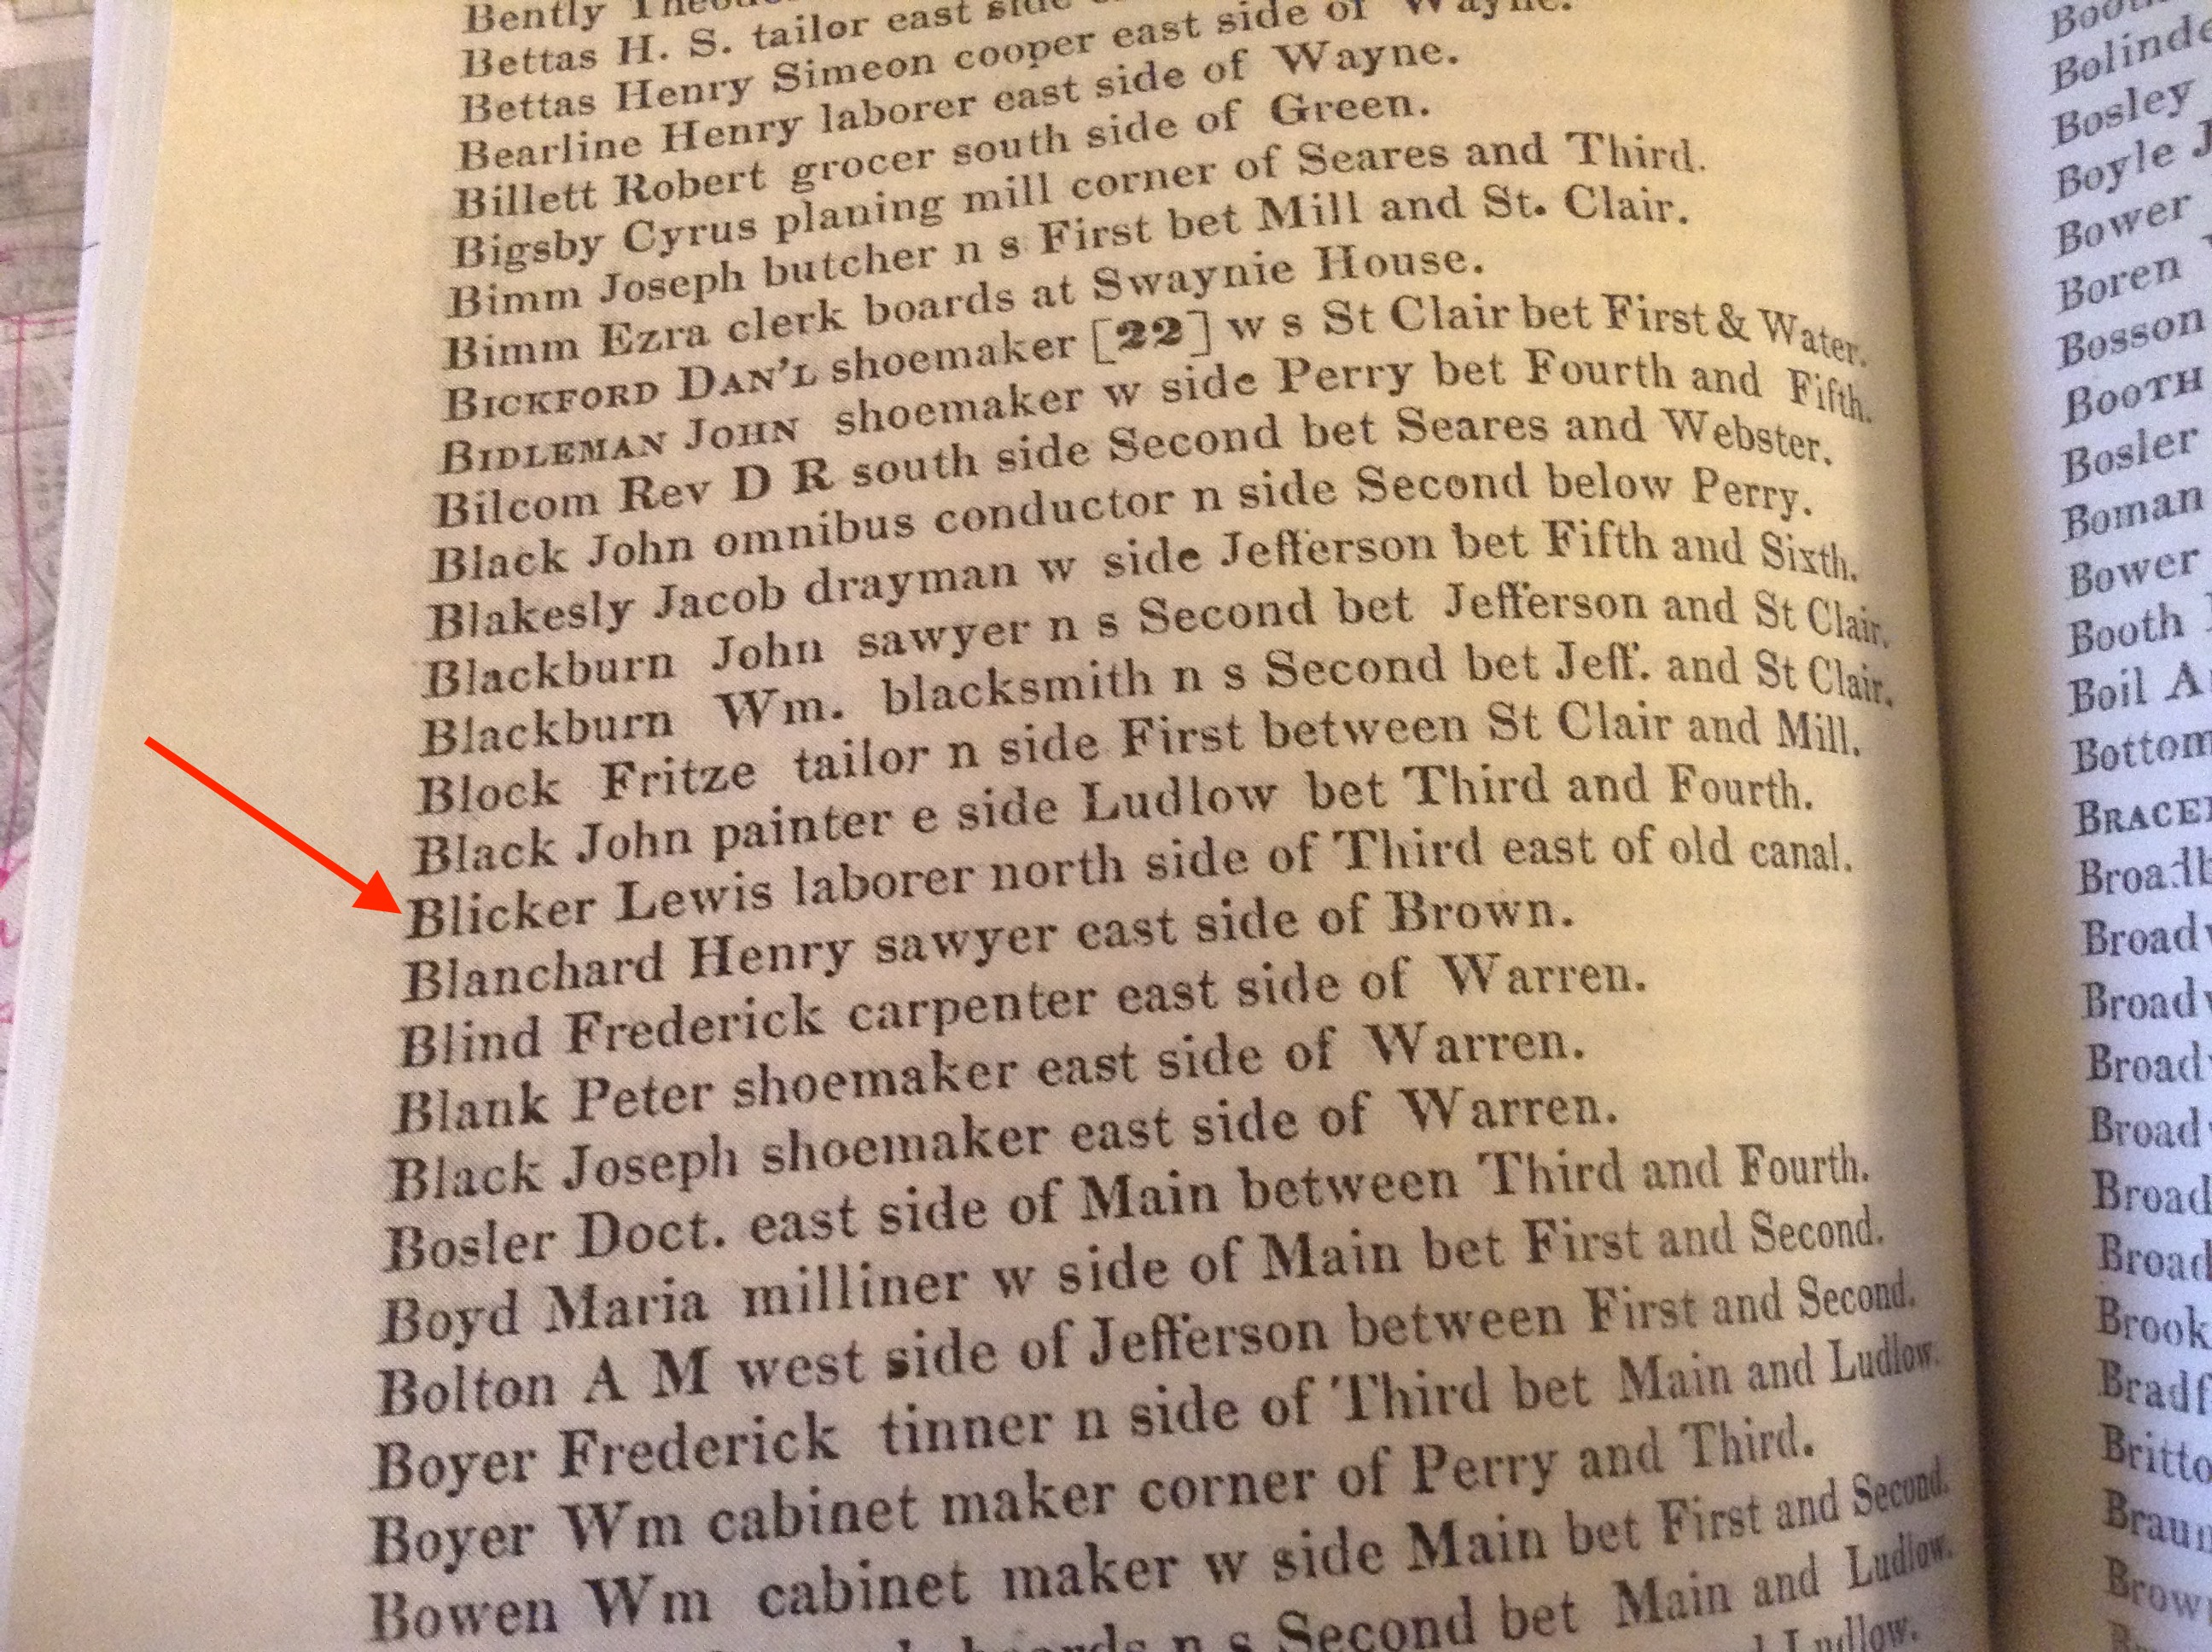 Bently
Bettas H. S. tailor east side
Bettas Henry Simeon cooper east side of Wayne.
Bearline Henry laborer east side of Wayne.
Billett Robert grocer south side of Green.
Bigsby Cyrus planing mill corner of Seares and Third.
Bimm Joseph butcher n s First bet Mill and St. Clair.
Bimm Ezra clerk boards at Swaynie House.
BICKFORD DAN'L shoemaker [22] w s St Clair bet First & Water.
BIDLEMAN JOHN shoemaker w side Perry bet Fourth and Fifth.
Bilcom Rev D R south side Second bet Seares and Webster.
Black John omnibus conductor n side Second below Perry.
Blakesly Jacob drayman w side Jefferson bet Fifth and Sixth.
Blackburn John sawyer n s Second bet Jefferson and St Clair.
Blackburn Wm. blacksmith n s Second bet Jeff. and St Clair.
Block Fritze tailor n side First between St Clair and Mill.
Black John painter e side Ludlow bet Third and Fourth.
Blicker Lewis laborer north side of Third east of old canal.
Blanchard Henry sawyer east side of Brown.
Blind Frederick carpenter east side of Warren.
Blank Peter shoemaker east side of Warren.
Black Joseph shoemaker east side of Warren.
Bosler Doct. east side of Main between Third and Fourth.
Boyd Maria milliner w side of Main bet First and Second.
Bolton A M west side of Jefferson between First and Second.
Boyer Frederick tinner n side of Third bet Main and Ludlow.
Boyer Wm cabinet maker corner of Perry and Third.
Bowen Wm cabinet maker w side Main bet First and Second.
boards n s Second bet Main and Ludlow.
Ludlow.
Bosley
Boyle J
Bower
Boren
Bosson
BOOTH
Bosler
Boman
Bower
Booth
Boil A